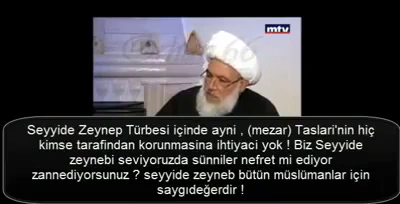 mtv
Seyyide Zeynep Türbesi içinde ayni , (mezar) Taslari'nin hiç
kimse tarafindan korunmasina ihtiyaci yok ! Biz Seyyide
zeynebi seviyoruzda sünniler nefret mi ediyor
zannediyorsunuz ? seyyide zeyneb bütün müslümanlar için
saygıdeğerdir !